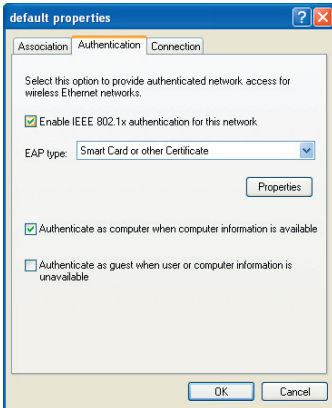 default properties
Association Authentication Connection
Select this option to provide authenticated network access for
wireless Ethernet networks.
Enable IEEE 802.1x authentication for this network
EAP type: Smart Card or other Certificate
Properties
Authenticate as computer when computer information is available
Authenticate as guest when user or computer information is
unavailable
OK Cancel